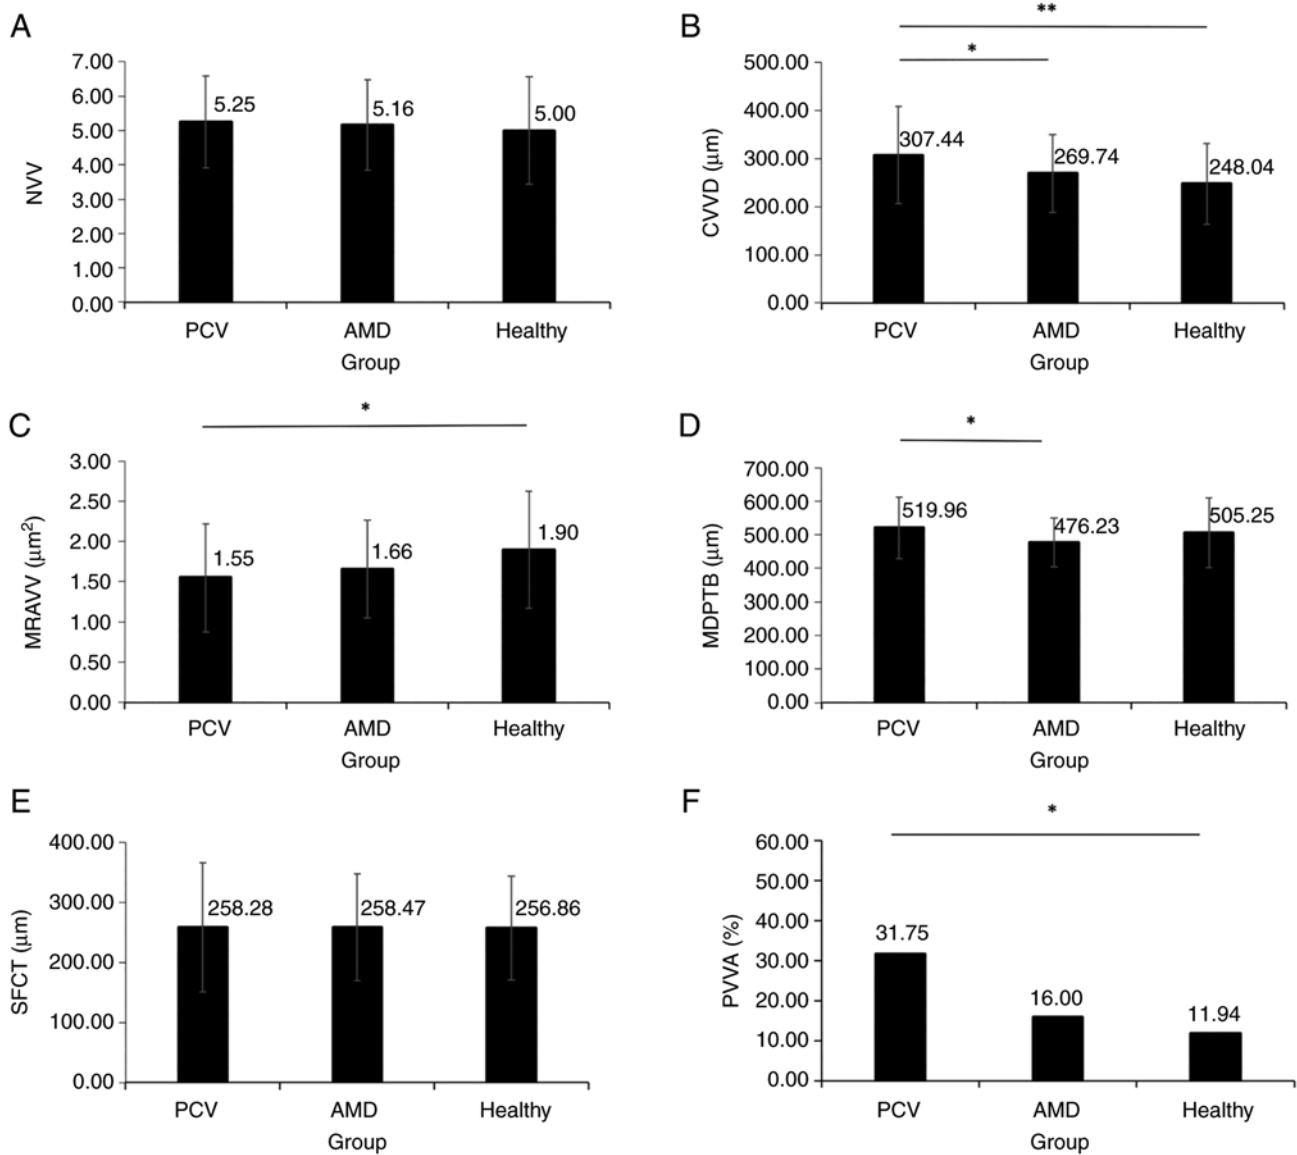 A
NVV
7.00
6.00
5.00
4.00
3.00
2.00
1.00
0.00
5.25
5.16
5.00
PCV AMD Healthy
Group
B
**
*
CVVD (μm)
500.00
400.00
300.00
200.00
100.00
0.00
307.44
269.74
248.04
PCV AMD Healthy
Group
C
*
MRAVV (μm²)
3.00
2.50
2.00
1.50
1.00
0.50
0.00
1.55
1.66
1.90
PCV AMD Healthy
Group
D
*
MDPTB (μm)
700.00
600.00
500.00
400.00
300.00
200.00
100.00
0.00
519.96
476.23
505.25
PCV AMD Healthy
Group
E
SFCT (μm)
400.00
300.00
200.00
100.00
0.00
258.28
258.47
256.86
PCV AMD Healthy
Group
F
*
PVVA (%)
60.00
50.00
40.00
30.00
20.00
10.00
0.00
31.75
16.00
11.94
PCV AMD Healthy
Group